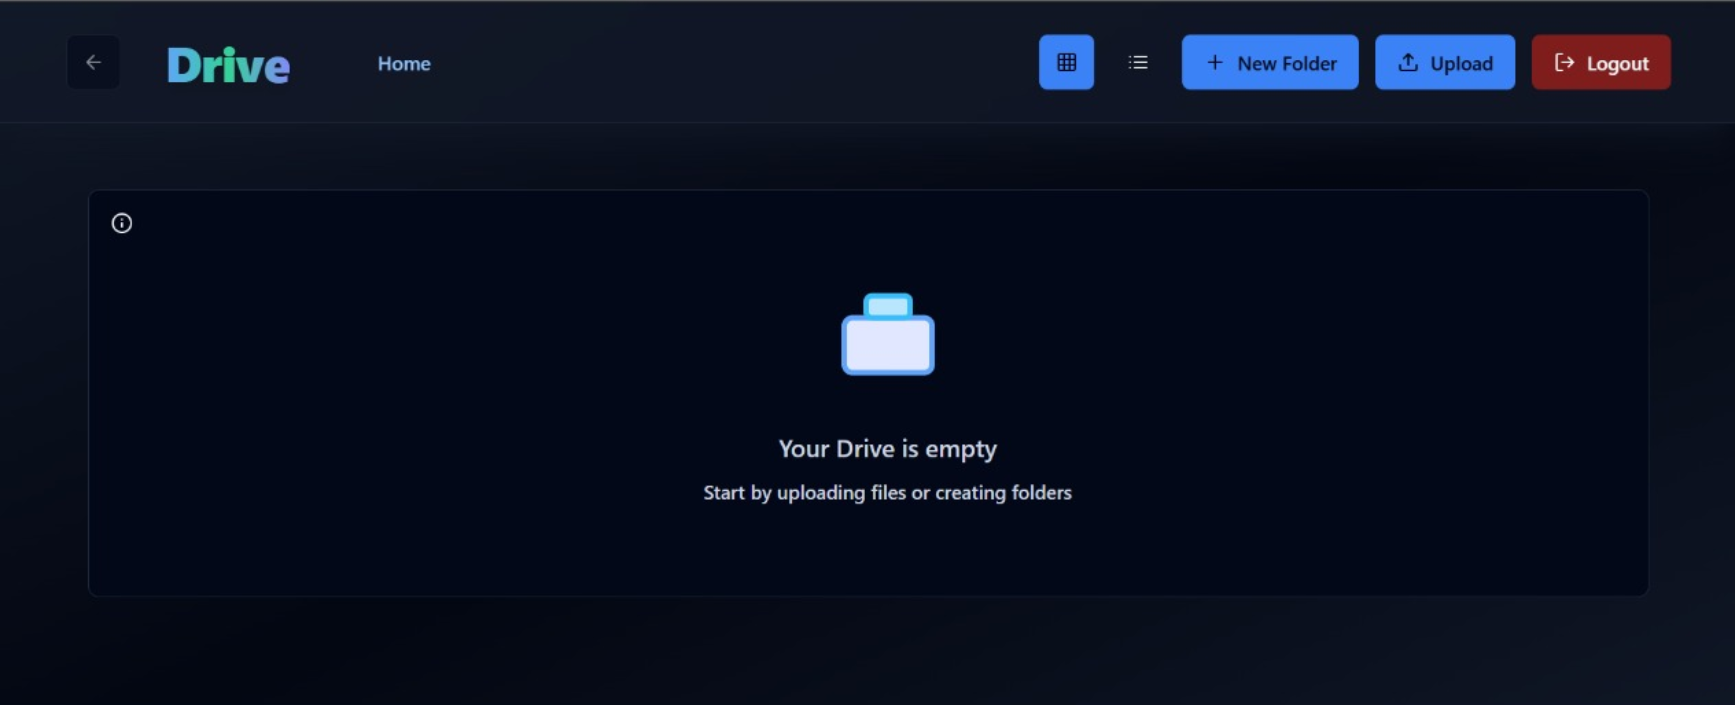 Drive
Home
New Folder
Upload
Logout
Your Drive is empty
Start by uploading files or creating folders